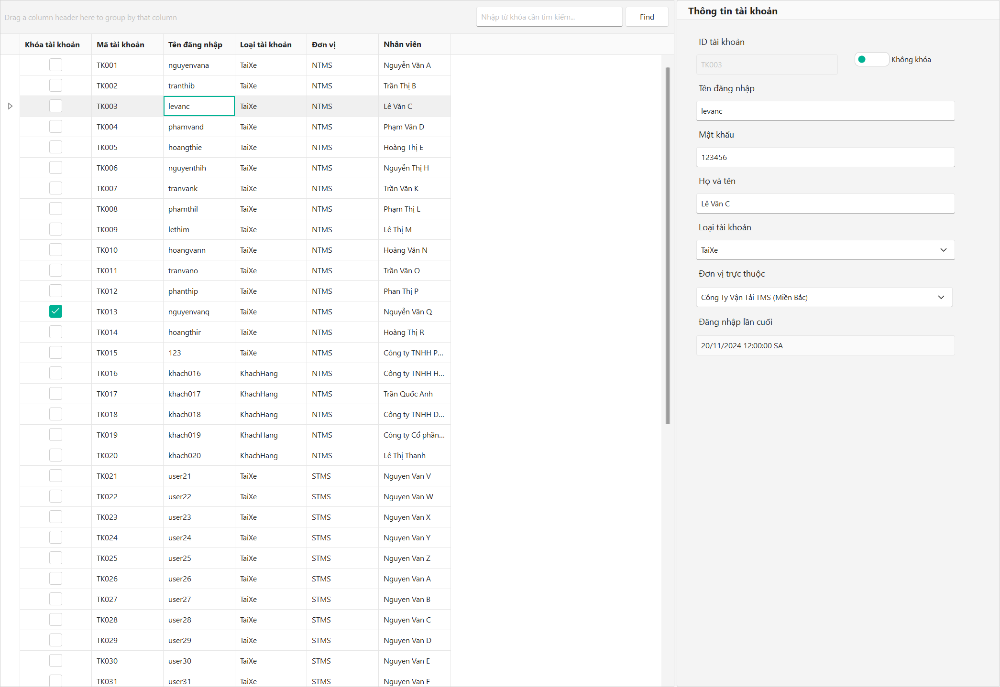 Drag a column header here to group by that column
Nhập từ khóa cần tìm kiếm...
Find
Khóa tài khoản Mã tài khoản Tên đăng nhập Loại tài khoản Đơn vị Nhân viên
TK001 nguyenvana TaiXe NTMS Nguyễn Văn A
TK002 tranthib TaiXe NTMS Trần Thị B
TK003 levanc TaiXe NTMS Lê Văn C
TK004 phamvand TaiXe NTMS Phạm Văn D
TK005 hoangthie TaiXe NTMS Hoàng Thị E
TK006 nguyenthih TaiXe NTMS Nguyễn Thị H
TK007 tranvank TaiXe NTMS Trần Văn K
TK008 phamthil TaiXe NTMS Phạm Thị L
TK009 lethim TaiXe NTMS Lê Thị M
TK010 hoangvann TaiXe NTMS Hoàng Văn N
TK011 tranvano TaiXe NTMS Trần Văn O
TK012 phanthip TaiXe NTMS Phan Thị P
TK013 nguyenvanq TaiXe NTMS Nguyễn Văn Q
TK014 hoangthir TaiXe NTMS Hoàng Thị R
TK015 123 TaiXe NTMS Công ty TNHH P...
TK016 khach016 KhachHang NTMS Công ty TNHH H...
TK017 khach017 KhachHang NTMS Trần Quốc Anh
TK018 khach018 KhachHang NTMS Công ty TNHH D...
TK019 khach019 KhachHang NTMS Công ty Cổ phần...
TK020 khach020 KhachHang NTMS Lê Thị Thanh
TK021 user21 TaiXe STMS Nguyen Van V
TK022 user22 TaiXe STMS Nguyen Van W
TK023 user23 TaiXe STMS Nguyen Van X
TK024 user24 TaiXe STMS Nguyen Van Y
TK025 user25 TaiXe STMS Nguyen Van Z
TK026 user26 TaiXe STMS Nguyen Van A
TK027 user27 TaiXe STMS Nguyen Van B
TK028 user28 TaiXe STMS Nguyen Van C
TK029 user29 TaiXe STMS Nguyen Van D
TK030 user30 TaiXe STMS Nguyen Van E
TK031 user31 TaiXe STMS Nguyen Van F
Thông tin tài khoản
ID tài khoản
TK003
Không khóa
Tên đăng nhập
levanc
Mật khẩu
123456
Họ và tên
Lê Văn C
Loại tài khoản
TaiXe
Đơn vị trực thuộc
Công Ty Vận Tải TMS (Miền Bắc)
Đăng nhập lần cuối
20/11/2024 12:00:00 SA